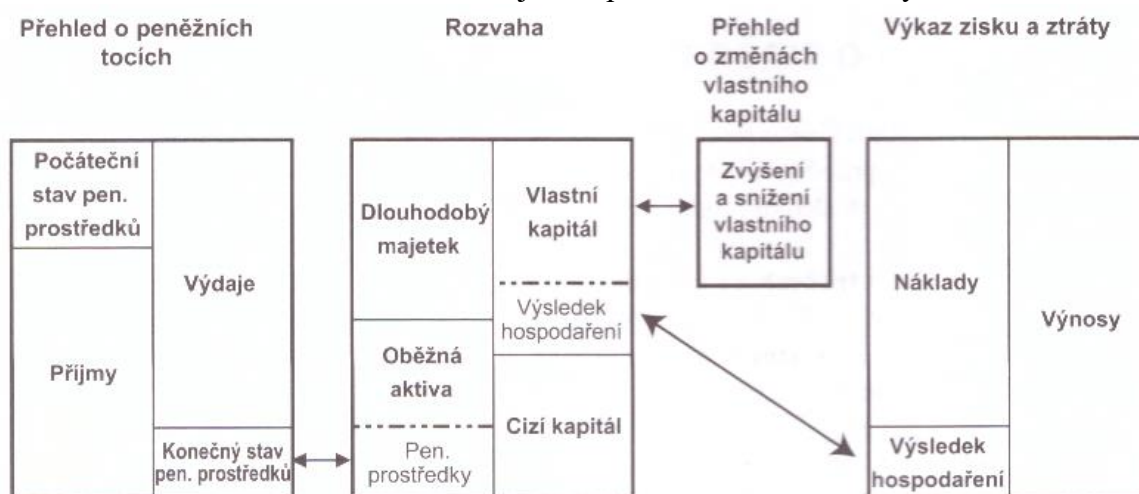 Přehled o peněžních
tocích
Rozvaha
Přehled
o změnách
vlastního
kapitálu
Výkaz zisku a ztráty
Počáteční
stav pen.
prostředků
Příjmy
Výdaje
Konečný stav
pen. prostředků
Dlouhodobý
majetek
Oběžná
aktiva
Pen.
prostředky
Vlastní
kapitál
Výsledek
hospodaření
Cizí kapitál
Zvýšení
a snížení
vlastního
kapitálu
Náklady
Výsledek
hospodaření
Výnosy